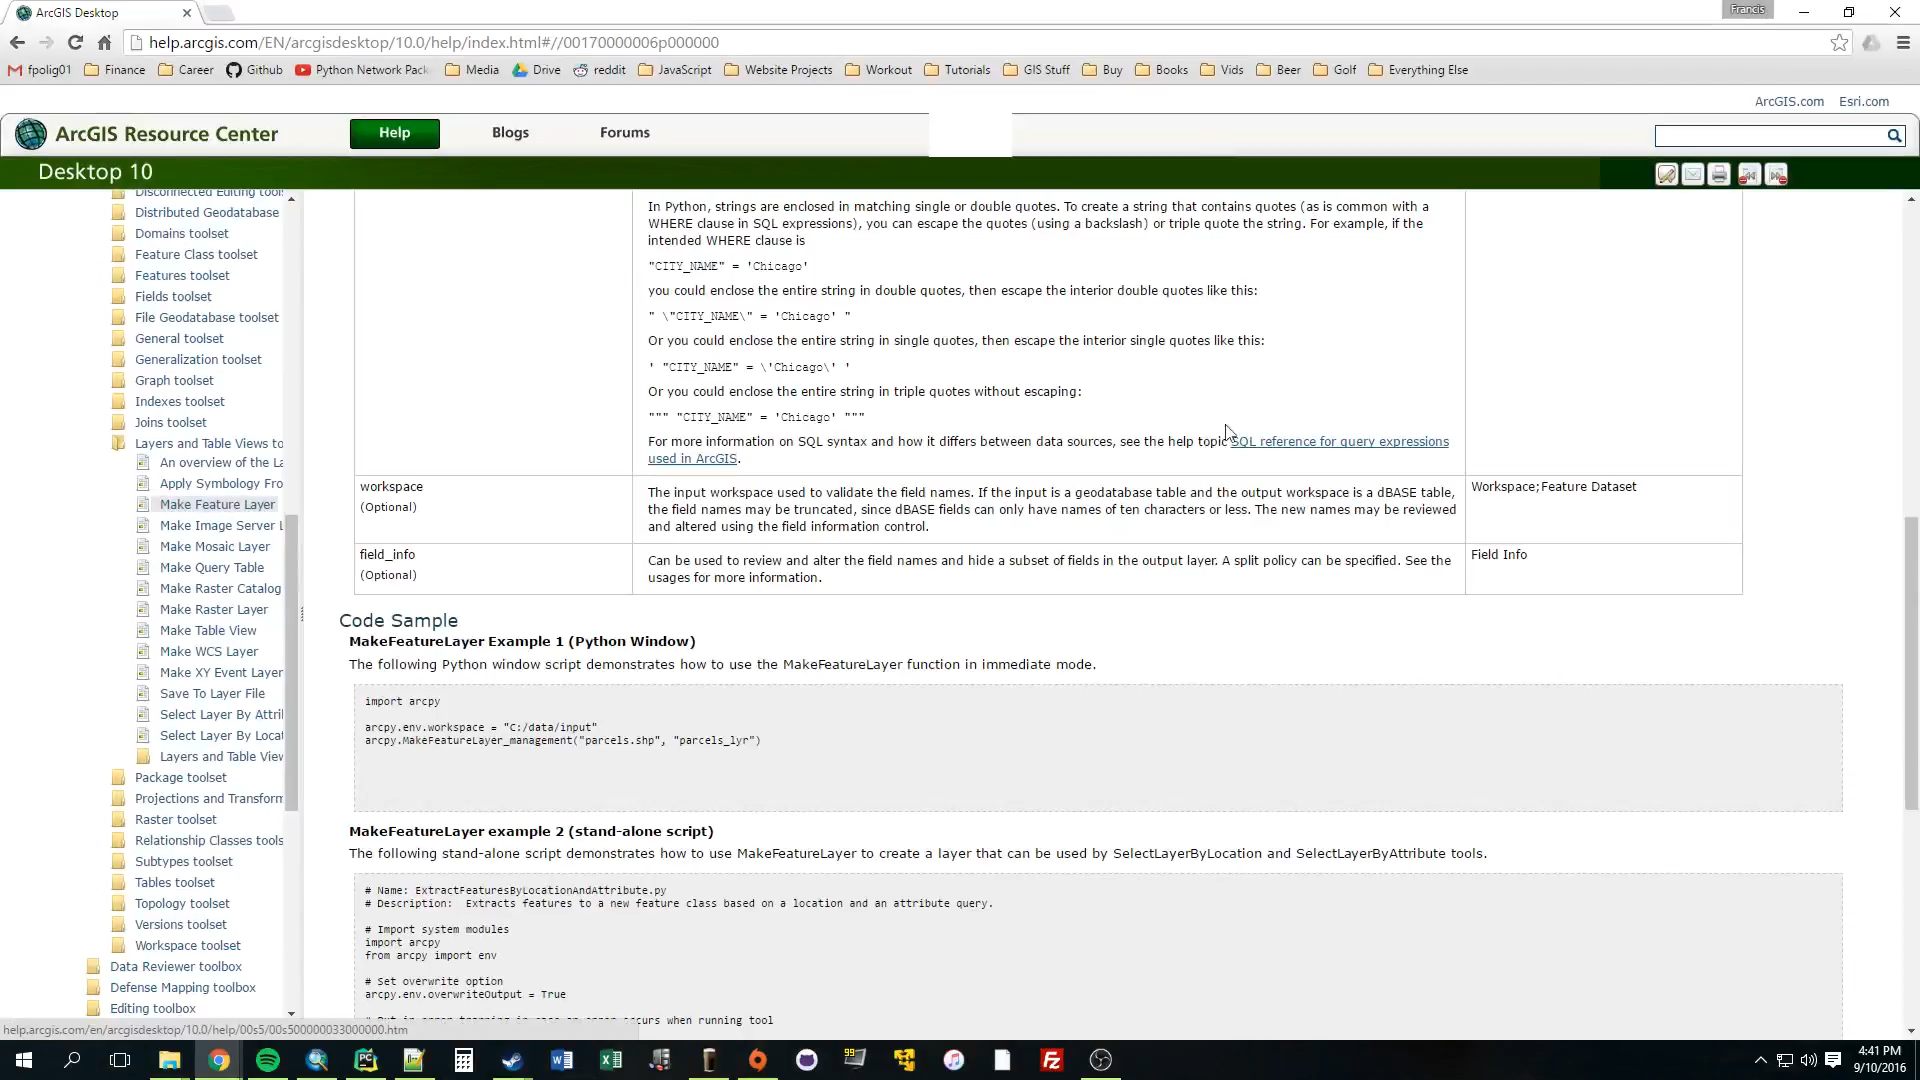 ArcGIS Desktop
Francis
help.arcgis.com/EN/arcgisdesktop/10.0/help/index.html#//00170000006p000000
fpolig01 Finance Career Github Python Network Pack Media Drive reddit JavaScript Website Projects Workout Tutorials GIS Stuff Buy Books Vids Beer Golf Everything Else
ArcGIS.com Esri.com
ArcGIS Resource Center Help Blogs Forums
Desktop 10
Disconnected Editing tools
Distributed Geodatabase
Domains toolset
Feature Class toolset
Features toolset
Fields toolset
File Geodatabase toolset
General toolset
Generalization toolset
Graph toolset
Indexes toolset
Joins toolset
Layers and Table Views to
An overview of the La
Apply Symbology Fro
Make Feature Layer
Make Image Server L
Make Mosaic Layer
Make Query Table
Make Raster Catalog
Make Raster Layer
Make Table View
Make WCS Layer
Make XY Event Layer
Save To Layer File
Select Layer By Attri
Select Layer By Locat
Layers and Table View
Package toolset
Projections and Transform
Raster toolset
Relationship Classes tools
Subtypes toolset
Tables toolset
Topology toolset
Versions toolset
Workspace toolset
Data Reviewer toolbox
Defense Mapping toolbox
Editing toolbox
In Python, strings are enclosed in matching single or double quotes. To create a string that contains quotes (as is common with a
WHERE clause in SQL expressions), you can escape the quotes (using a backslash) or triple quote the string. For example, if the
intended WHERE clause is
"CITY_NAME" = 'Chicago'
you could enclose the entire string in double quotes, then escape the interior double quotes like this:
" \"CITY_NAME\" = 'Chicago' "
Or you could enclose the entire string in single quotes, then escape the interior single quotes like this:
' "CITY_NAME" = \'Chicago\' '
Or you could enclose the entire string in triple quotes without escaping:
""" "CITY_NAME" = 'Chicago' """
For more information on SQL syntax and how it differs between data sources, see the help topic SQL reference for query expressions
used in ArcGIS.
workspace
(Optional)
The input workspace used to validate the field names. If the input is a geodatabase table and the output workspace is a dBASE table,
the field names may be truncated, since dBASE fields can only have names of ten characters or less. The new names may be reviewed
and altered using the field information control.
Workspace;Feature Dataset
field_info
(Optional)
Can be used to review and alter the field names and hide a subset of fields in the output layer. A split policy can be specified. See the
usages for more information.
Field Info
Code Sample
MakeFeatureLayer Example 1 (Python Window)
The following Python window script demonstrates how to use the MakeFeatureLayer function in immediate mode.
import arcpy
arcpy.env.workspace = "C:/data/input"
arcpy.MakeFeatureLayer_management("parcels.shp", "parcels_lyr")
MakeFeatureLayer example 2 (stand-alone script)
The following stand-alone script demonstrates how to use MakeFeatureLayer to create a layer that can be used by SelectLayerByLocation and SelectLayerByAttribute tools.
# Name: ExtractFeaturesByLocationAndAttribute.py
# Description:  Extracts features to a new feature class based on a location and an attribute query.
# Import system modules
import arcpy
from arcpy import env
# Set overwrite option
arcpy.env.overwriteOutput = True
occurs when running tool
help.arcgis.com/en/arcgisdesktop/10.0/help/00s5/00s500000033000000.htm
99
4:41 PM
9/10/2016